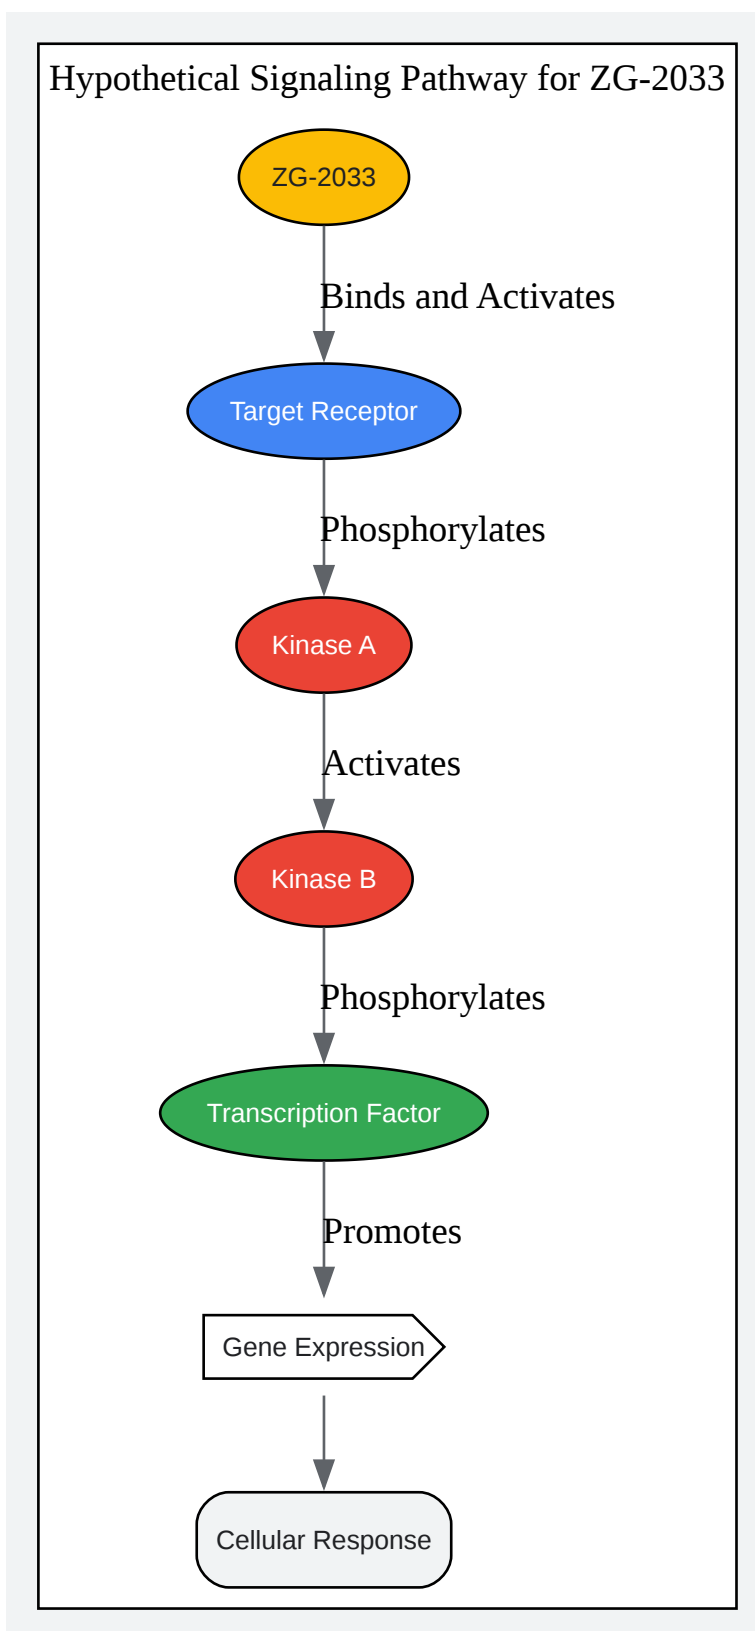 Hypothetical Signaling Pathway for ZG-2033
ZG-2033
Binds and Activates
Target Receptor
Phosphorylates
Kinase A
Activates
Kinase B
Phosphorylates
Transcription Factor
Promotes
Gene Expression
Cellular Response